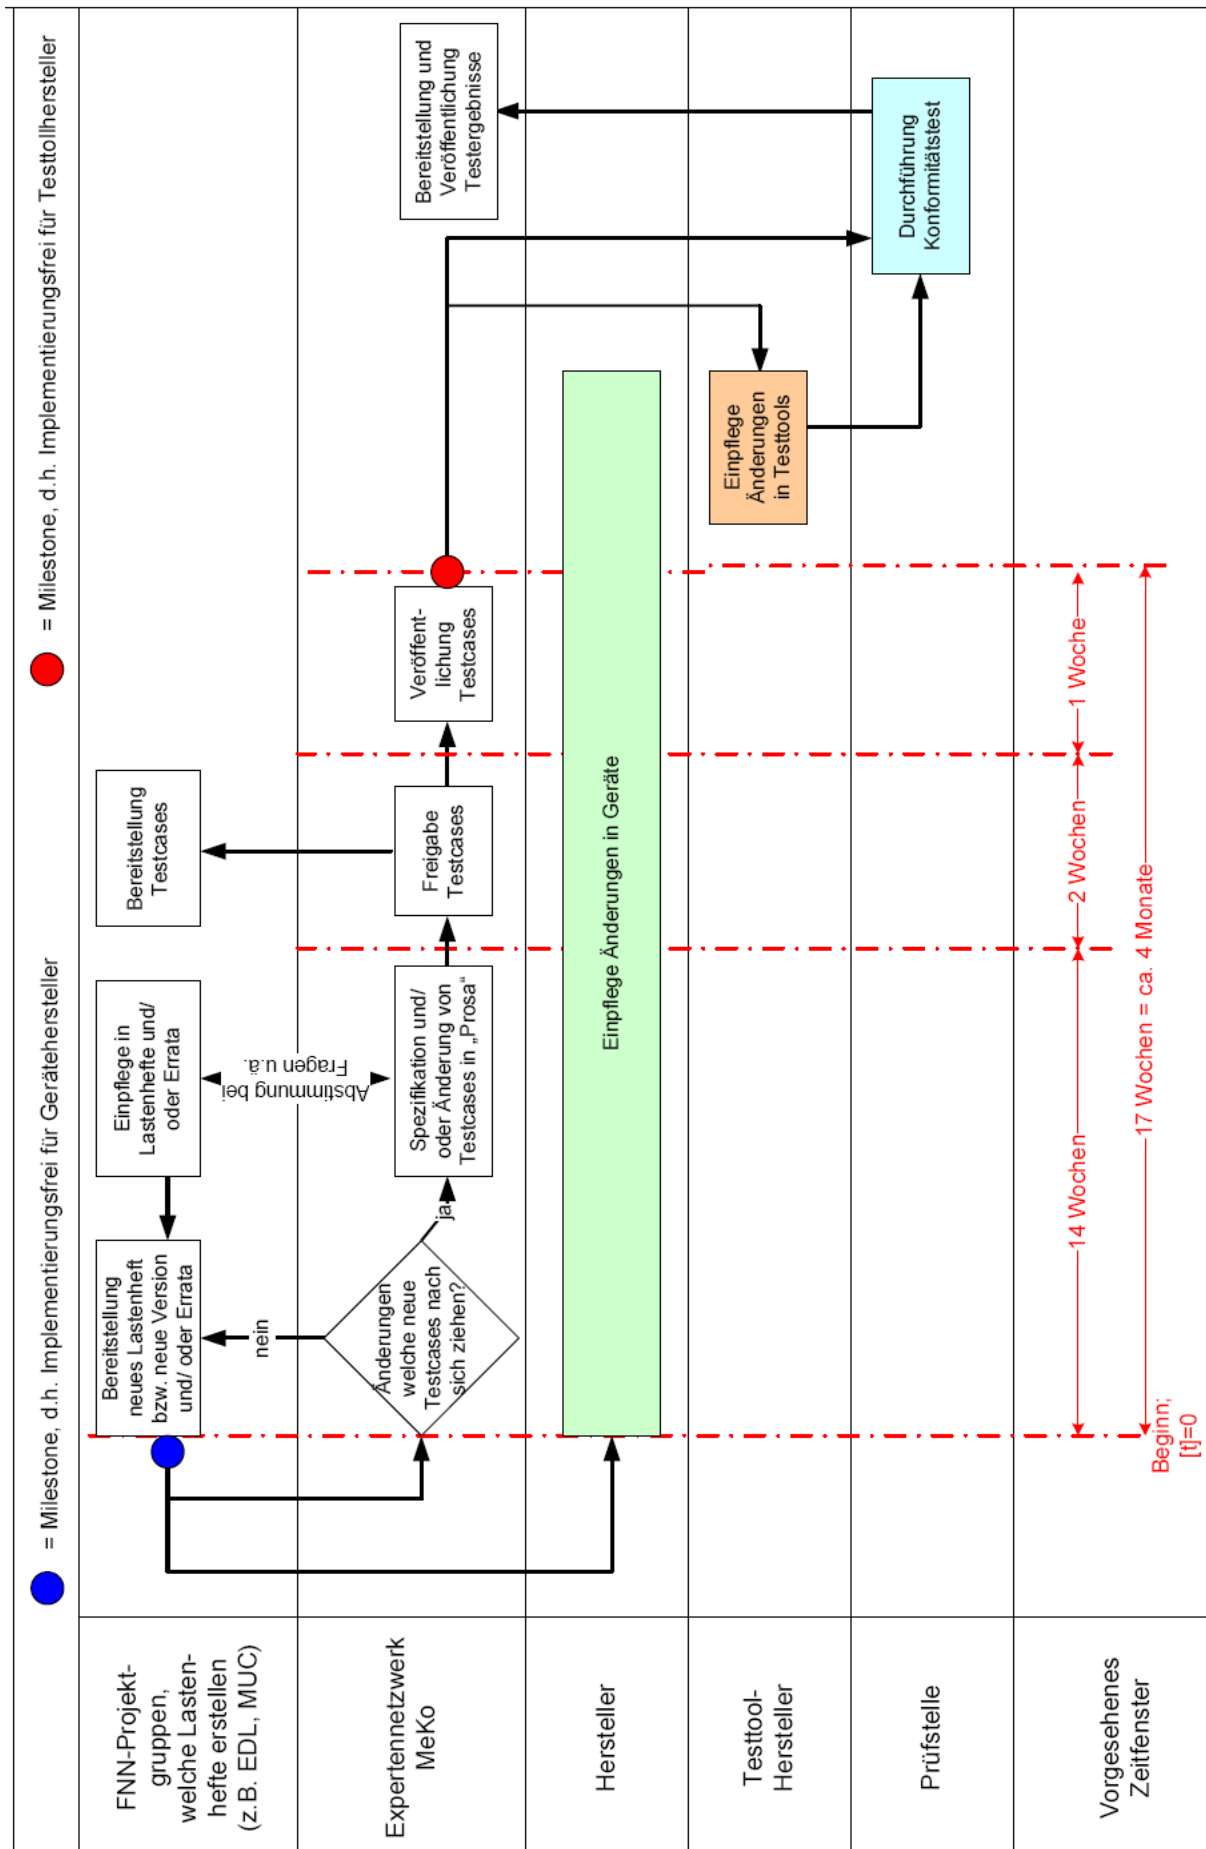 = Milestone, d.h. Implementierungsfrei für Gerätehersteller
= Milestone, d.h. Implementierungsfrei für Testtollhersteller
FNN-Projekt-
gruppen,
welche Lasten-
hefte erstellen
(z.B. EDL, MUC)
Bereitstellung
neues Lastenheft
bzw. neue Version
und/ oder Errata
Einpflege in
Lastenhefte und/
oder Errata
Bereitstellung
Testcases
nein
Abstimmung bei
Fragen u.ä.
Expertennetzwerk
MeKo
Änderungen
welche neue
Testcases nach
sich ziehen?
ja
Spezifikation und/
oder Änderung von
Testcases in „Prosa“
Freigabe
Testcases
Veröffent-
lichung
Testcases
Bereitstellung und
Veröffentlichung
Testergebnisse
Hersteller
Einpflege Änderungen in Geräte
Testtool-
Hersteller
Einpflege
Änderungen
in Testtools
Prüfstelle
Durchführung
Konformitätstest
Vorgesehenes
Zeitfenster
14 Wochen
2 Wochen
1 Woche
17 Wochen = ca. 4 Monate
Beginn;
[t]=0